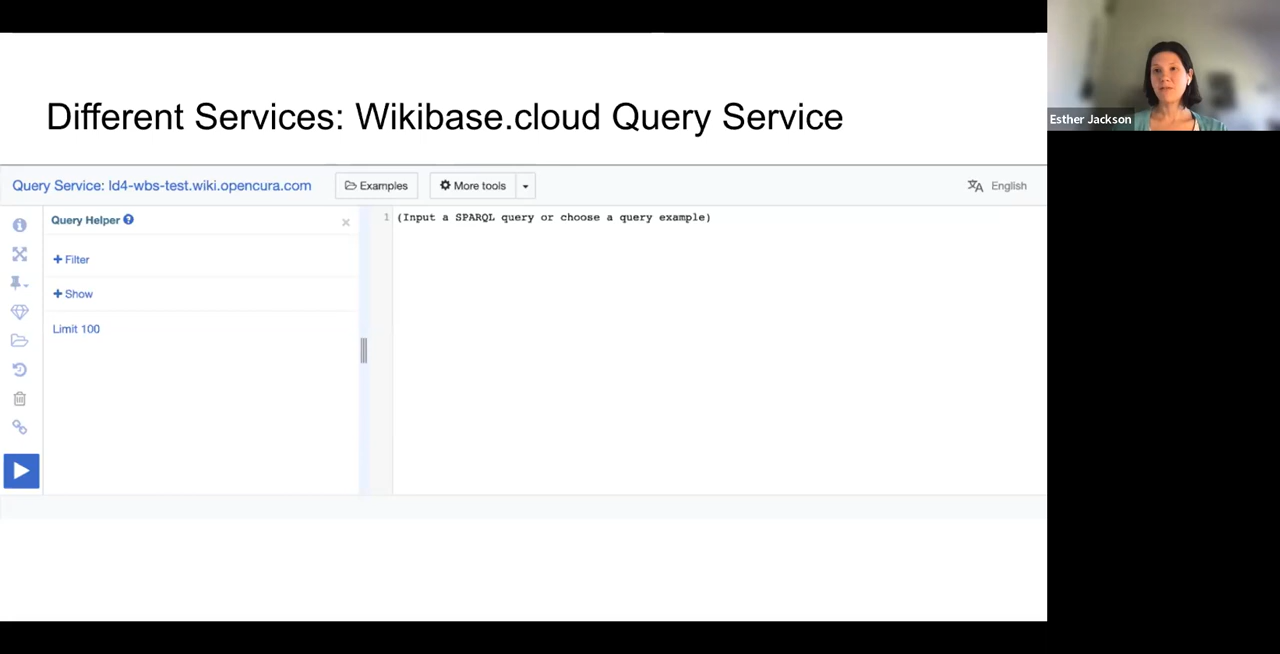 Different Services: Wikibase.cloud Query Service
Esther Jackson
Query Service: ld4-wbs-test.wiki.opencura.com
Examples
More tools
English
Query Helper
1 (Input a SPARQL query or choose a query example)
Filter
Show
Limit 100